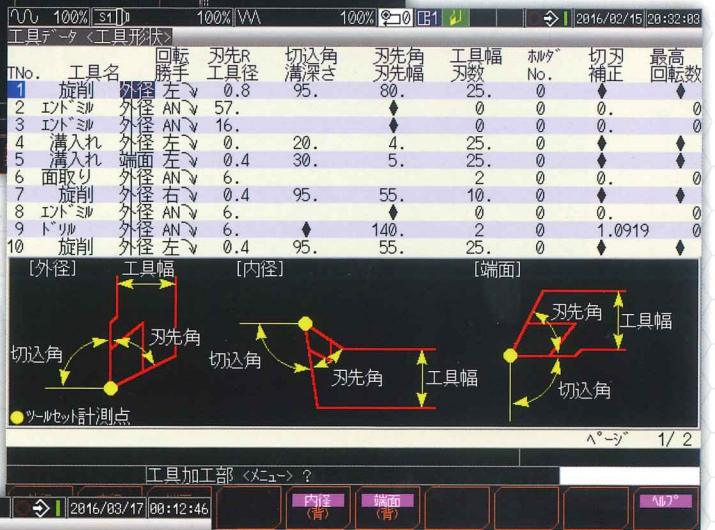 100% S1 100% 100% 0 1 2016/02/15 20:32:03
工具ﾃﾞｰﾀ <工具形状>
回転 刃先R 切込角 刃先角 工具幅 ﾎﾙﾀﾞ 切刃 最高
TNo. 工具名 勝手 工具径 溝深さ 刃先幅 刃数 No. 補正 回転数
1 旋削 外径 左 0.8 95. 80. 25. 0 ♦ ♦
2 ｴﾝﾄﾞﾐﾙ 外径 AN 57. ♦ 0 0 0. 0
3 ｴﾝﾄﾞﾐﾙ 外径 AN 16. ♦ 0 0 0. 0
4 溝入れ 外径 左 0. 20. 4. 25. 0 ♦ ♦
5 溝入れ 端面 左 0.4 30. 5. 25. 0 ♦ ♦
6 面取り 外径 AN 6. 2 0 0. 0
7 旋削 外径 右 0.4 95. 55. 10. 0 ♦ ♦
8 ｴﾝﾄﾞﾐﾙ 外径 AN 6. ♦ 0 0 0. 0
9 ﾄﾞﾘﾙ 外径 AN 6. ♦ 140. 2 0 1.0919 0
10 旋削 外径 左 0.4 95. 55. 25. 0 ♦ ♦
[外径] 工具幅 [内径] [端面]
刃先角 切込角
切込角 刃先角 工具幅
刃先角 工具幅
切込角
●ﾂｰﾙｾｯﾄ計測点
ﾍﾟｰｼﾞ 1/ 2
工具加工部 <ﾒﾆｭｰ> ?
内径 端面 ﾍﾙﾌﾟ
(背) (背)
2016/03/17 00:12:46